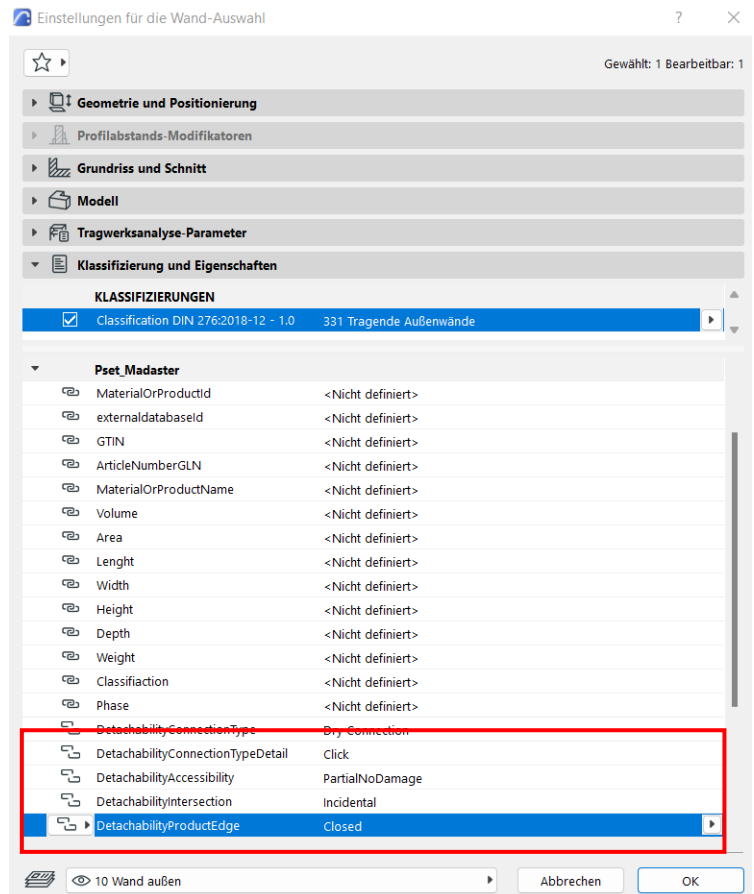 Einstellungen für die Wand-Auswahl ?
Gewählt: 1 Bearbeitbar: 1
Geometrie und Positionierung
Profilabstands-Modifikatoren
Grundriss und Schnitt
Modell
Tragwerksanalyse-Parameter
Klassifizierung und Eigenschaften
KLASSIFIZIERUNGEN
Classification DIN 276:2018-12 - 1.0 331 Tragende Außenwände
Pset_Madaster
MaterialOrProductId <Nicht definiert>
externaldatabaseId <Nicht definiert>
GTIN <Nicht definiert>
ArticleNumberGLN <Nicht definiert>
MaterialOrProductName <Nicht definiert>
Volume <Nicht definiert>
Area <Nicht definiert>
Lenght <Nicht definiert>
Width <Nicht definiert>
Height <Nicht definiert>
Depth <Nicht definiert>
Weight <Nicht definiert>
Classifiaction <Nicht definiert>
Phase <Nicht definiert>
DetachabilityConnectionType Dry Connection
DetachabilityConnectionTypeDetail Click
DetachabilityAccessibility PartialNoDamage
DetachabilityIntersection Incidental
DetachabilityProductEdge Closed
10 Wand außen Abbrechen OK